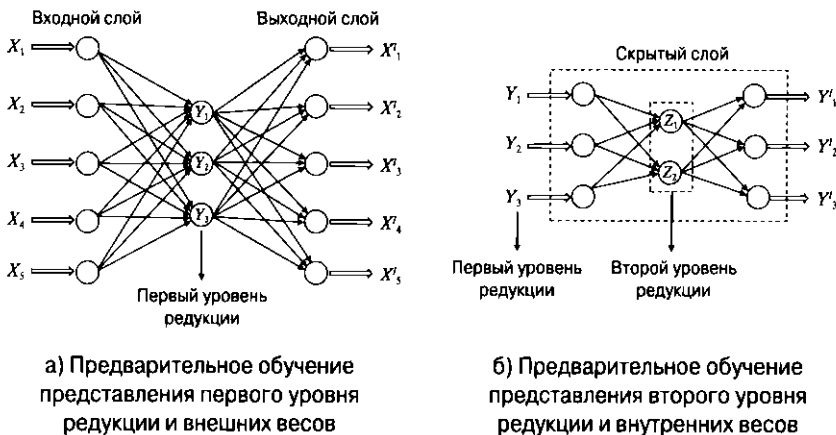 Входной слой
Выходной слой
X₁
X₂
X₃
X₄
X₅
Y₁
Y₂
Y₃
X'₁
X'₂
X'₃
X'₄
X'₅
Первый уровень
редукции
а) Предварительное обучение
представления первого уровня
редукции и внешних весов
Скрытый слой
Y₁
Y₂
Y₃
Z₁
Z₂
Y'₁
Y'₂
Y'₃
Первый уровень
редукции
Второй уровень
редукции
б) Предварительное обучение
представления второго уровня
редукции и внутренних весов